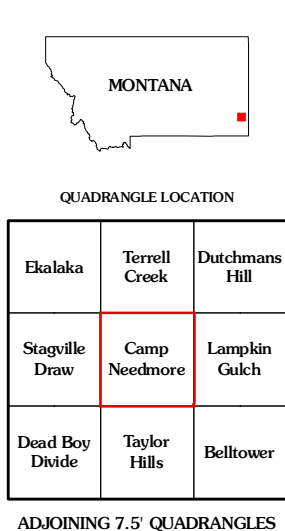 MONTANA
QUADRANGLE LOCATION
Ekalaka
Terrell
Creek
Dutchmans
Hill
Stagville
Draw
Camp
Needmore
Lampkin
Gulch
Dead Boy
Divide
Taylor
Hills
Belltower
ADJOINING 7.5' QUADRANGLES